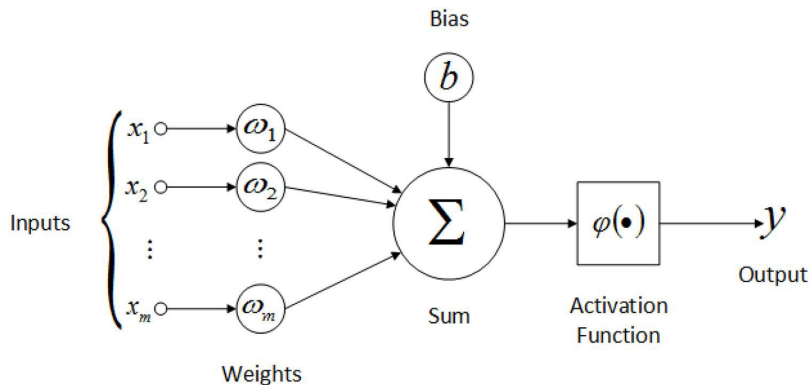 Bias
b
x₁ ω₁
x₂ ω₂
Inputs
Σ φ(•) y
⋮ ⋮
Output
xₘ ωₘ
Sum
Activation
Function
Weights